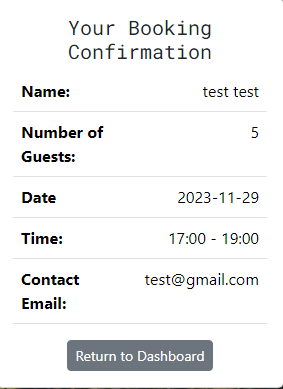 Your Booking
Confirmation
Name: test test
Number of 5
Guests:
Date 2023-11-29
Time: 17:00 - 19:00
Contact test@gmail.com
Email:
Return to Dashboard